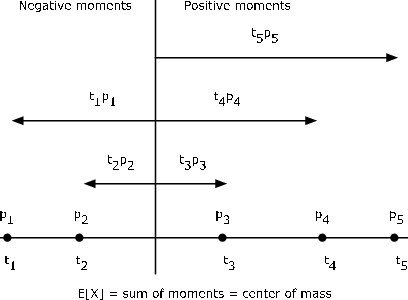 Negative moments Positive moments
t5p5
t1p1 t4p4
t2p2 t3p3
p1 p2 p3 p4 p5
t1 t2 t3 t4 t5
E[X] = sum of moments = center of mass